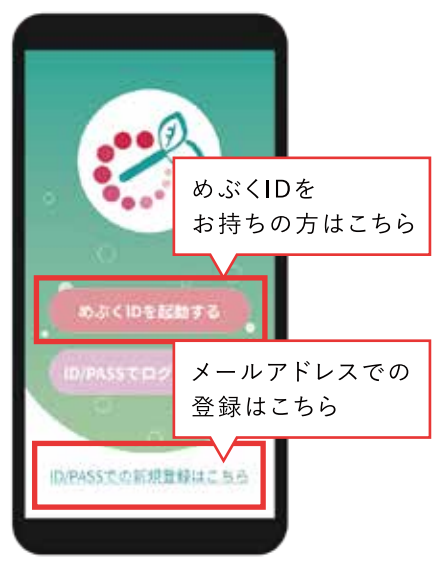 めぶくIDを
お持ちの方はこちら
めぶくIDを起動する
ID/PASSでログ
メールアドレスでの
登録はこちら
ID/PASSでの新規登録はこちら